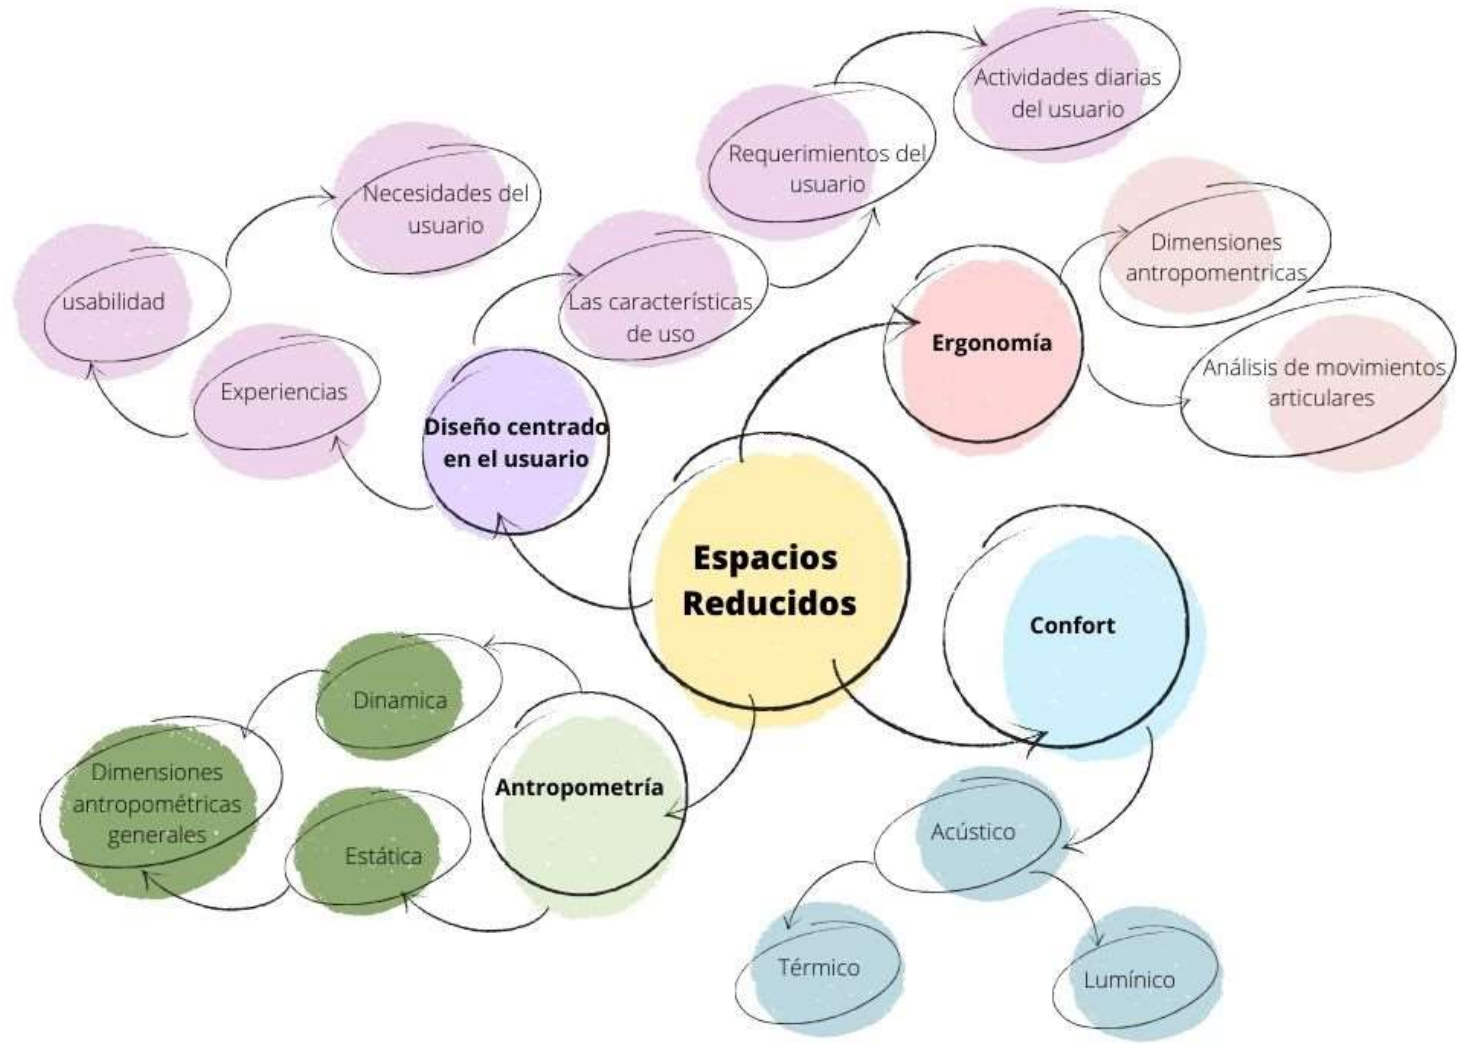 Actividades diarias
del usuario
Requerimientos del
usuario
Necesidades del
usuario
Dimensiones
antropomentricas
usabilidad
Las características
de uso
Ergonomía
Análisis de movimientos
articulares
Experiencias
Diseño centrado
en el usuario
Espacios
Reducidos
Confort
Dinamica
Dimensiones
antropométricas
generales
Antropometría
Estática
Acústico
Térmico
Lumínico